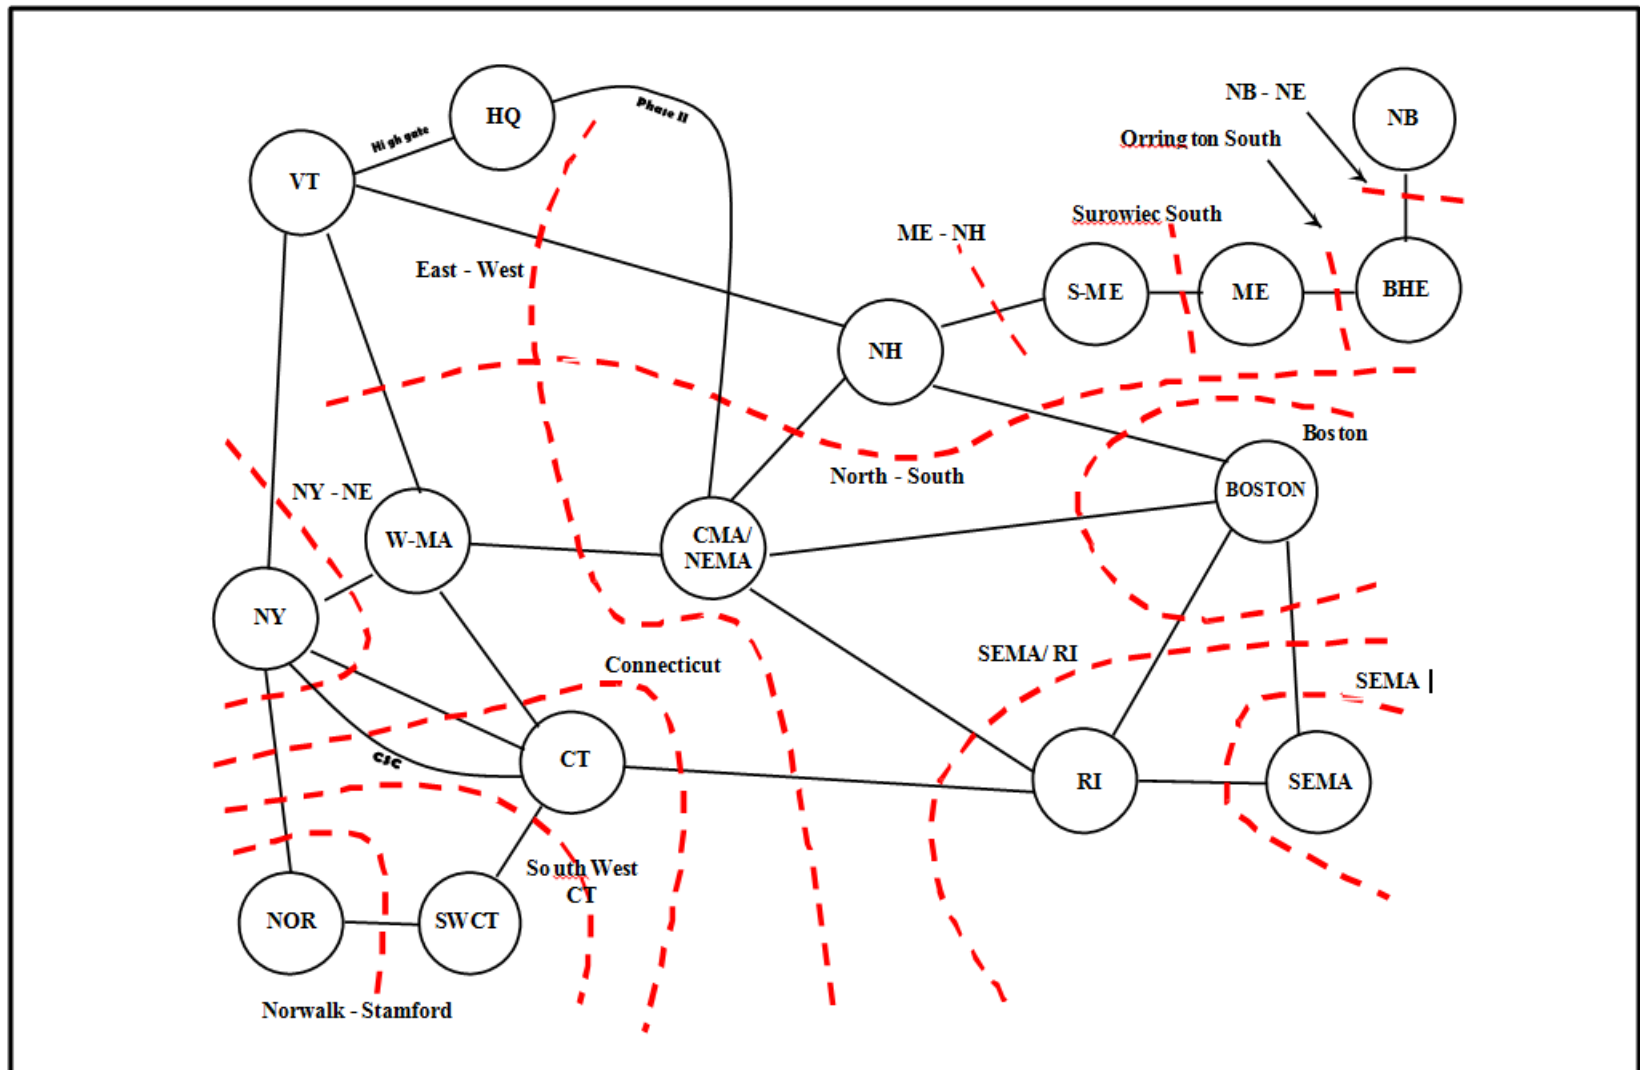 NB - NE
NB
HQ
Phase II
High gate
Orrington South
VT
Surowiec South
ME - NH
East - West
S-ME
ME
BHE
NH
Boston
North - South
NY - NE
BOSTON
W-MA
CMA/
NEMA
NY
SEMA/ RI
Connecticut
SEMA
CSC
CT
RI
SEMA
South West
CT
NOR
SWCT
Norwalk - Stamford